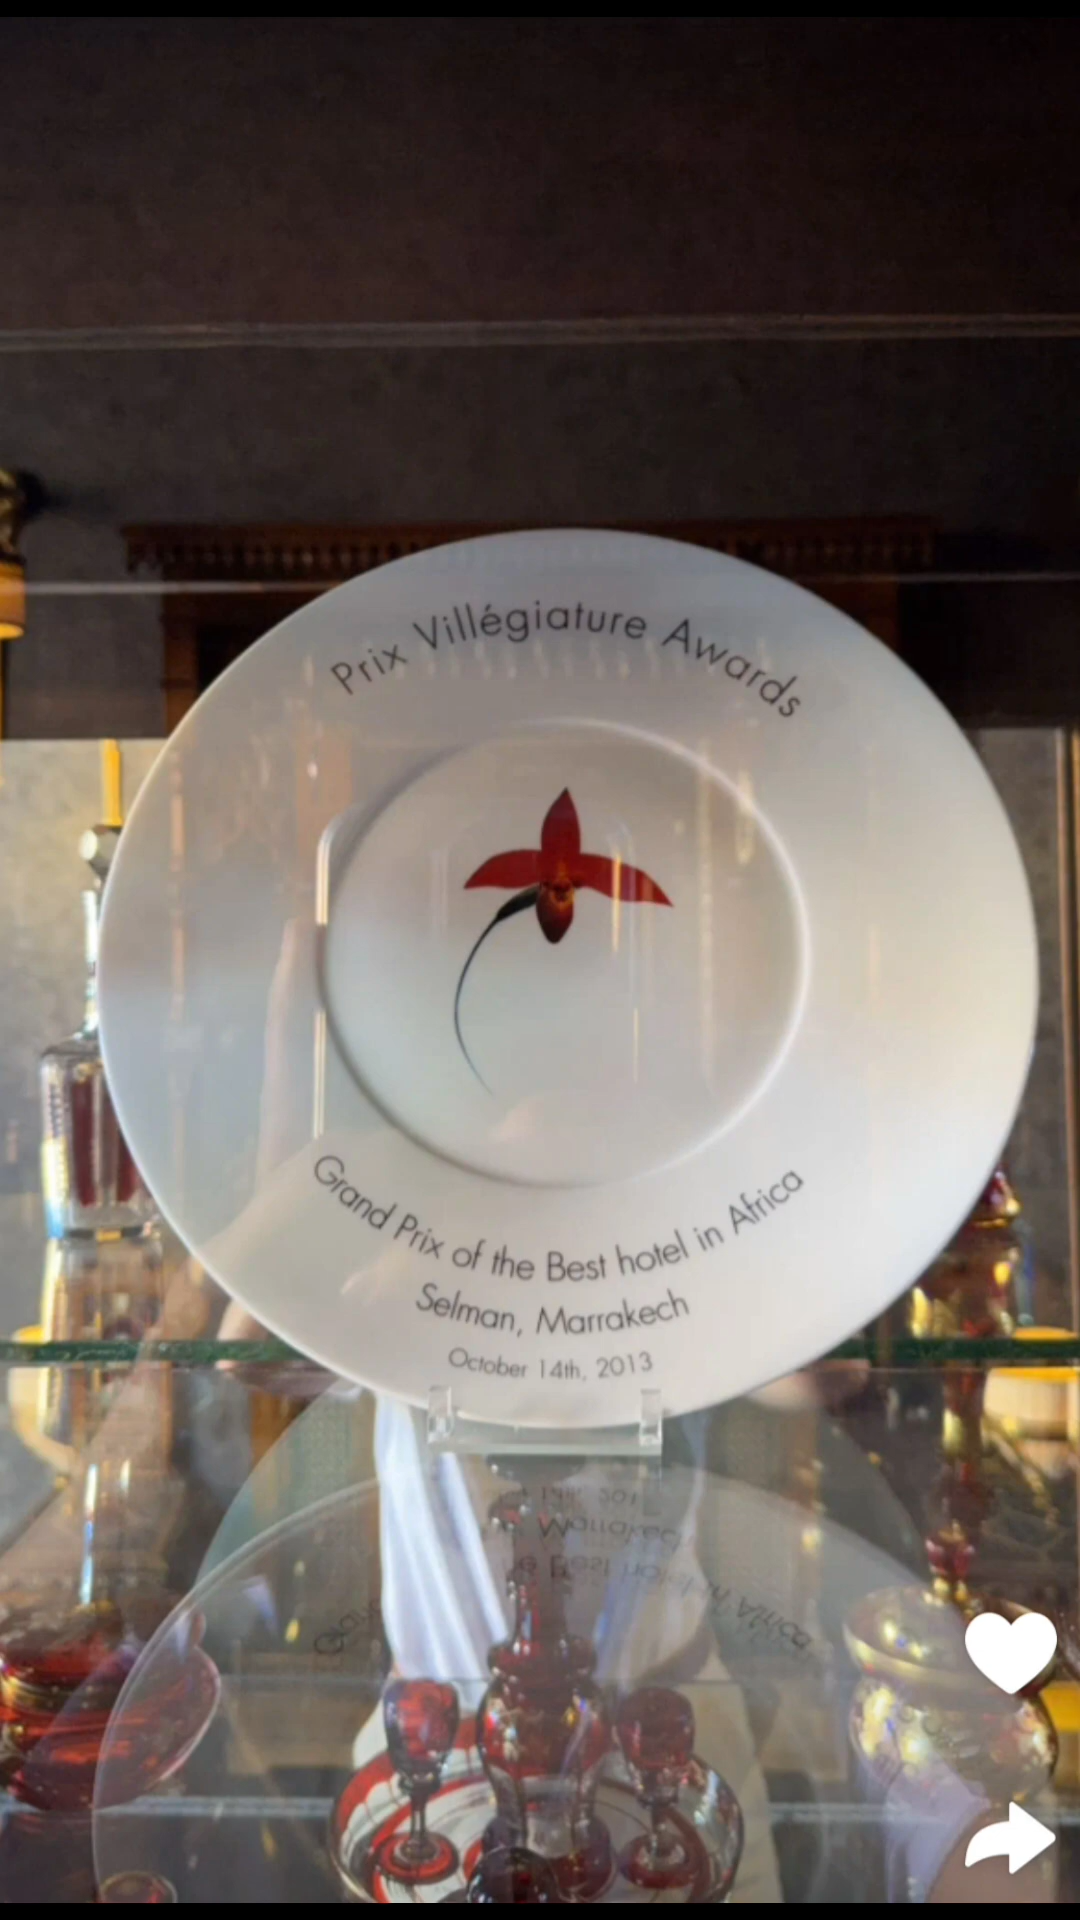 Prix Villégiature Awards
Grand Prix of the Best hotel in Africa
Selman, Marrakech
October 14th, 2013